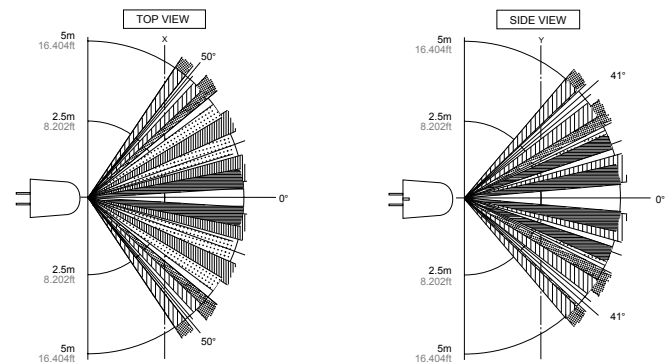 TOP VIEW
5m
16.404ft
X
50°
2.5m
8.202ft
0°
2.5m
8.202ft
50°
5m
16.404ft
SIDE VIEW
5m
16.404ft
Y
41°
2.5m
8.202ft
0°
2.5m
8.202ft
41°
5m
16.404ft